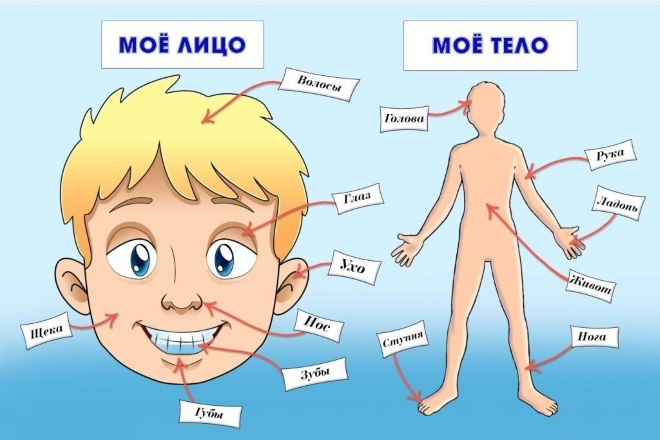 МОЁ ЛИЦО
Волосы
Глаз
Ухо
Нос
Зубы
Губы
Щека
МОЁ ТЕЛО
Голова
Рука
Ладонь
Живот
Нога
Ступня